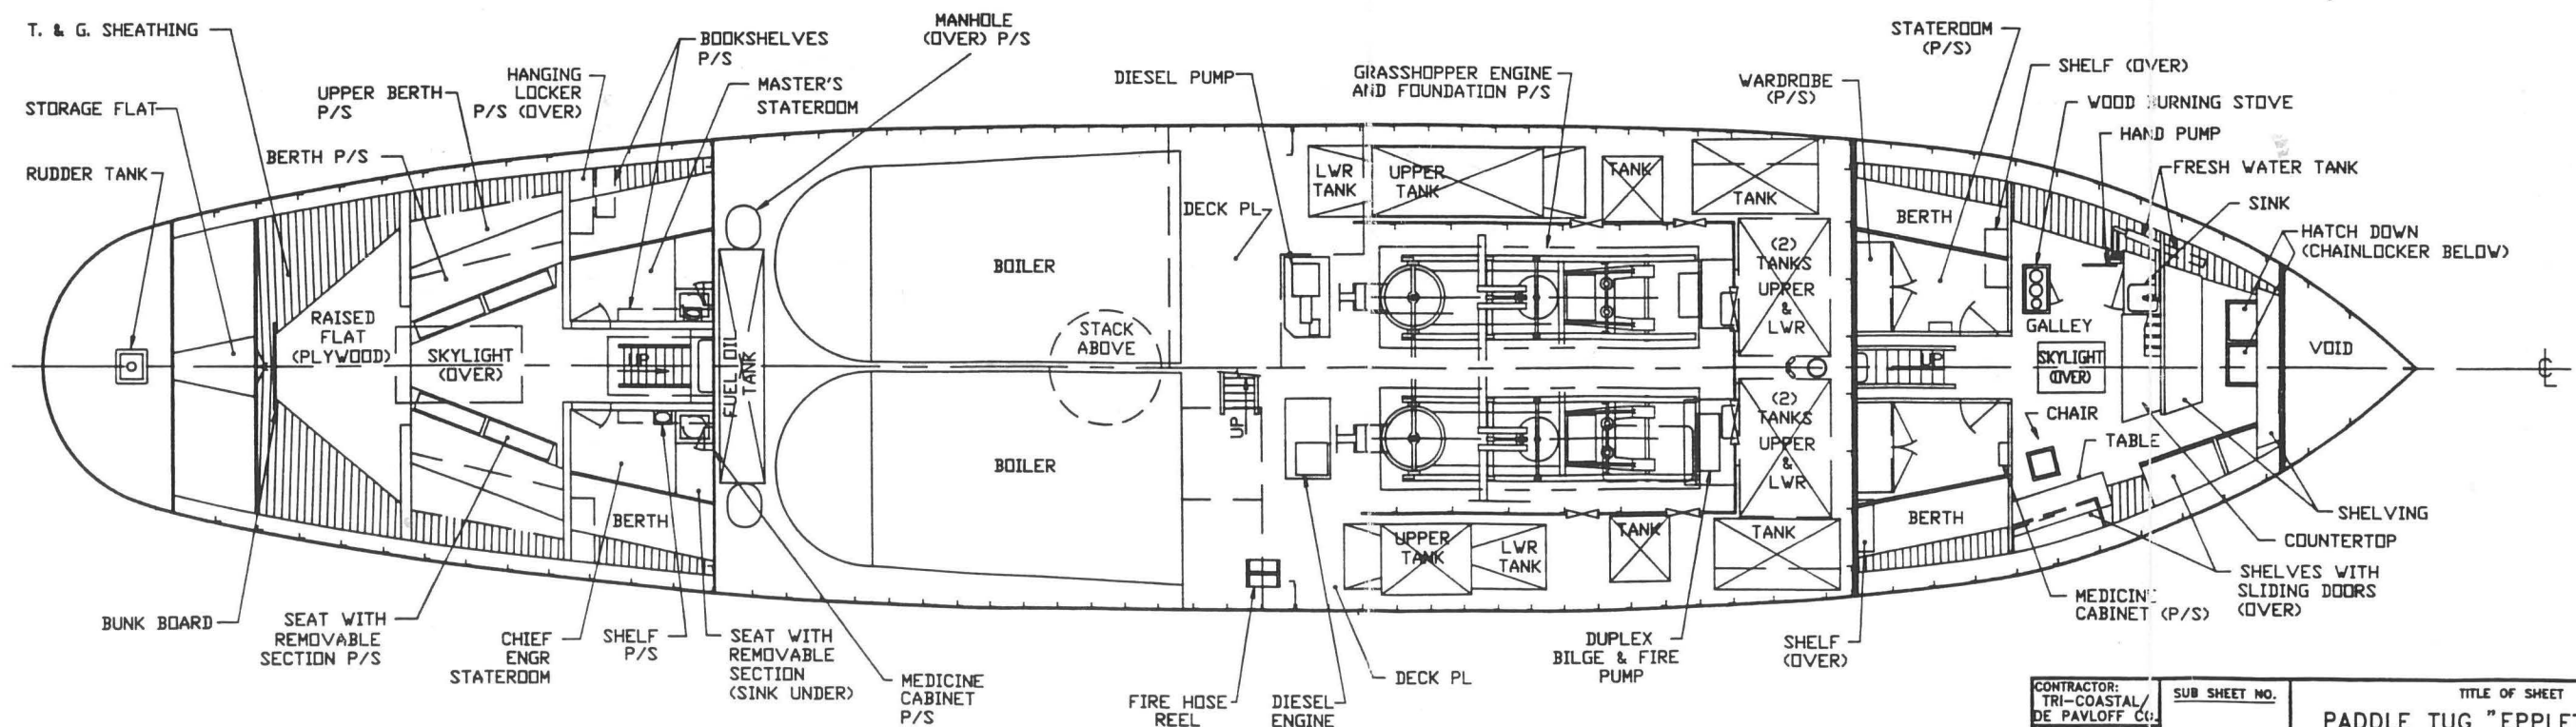 T. & G. SHEATHING
STORAGE FLAT
RUDDER TANK
UPPER BERTH
P/S
BERTH P/S
HANGING
LOCKER
P/S (OVER)
BOOKSHELVES
P/S
MASTER'S
STATEROOM
MANHOLE
(OVER) P/S
DIESEL PUMP
DECK PL
GRASSHOPPER ENGINE
AND FOUNDATION P/S
WARDROBE
(P/S)
STATEROOM
(P/S)
SHELF (OVER)
WOOD BURNING STOVE
HAND PUMP
FRESH WATER TANK
SINK
HATCH DOWN
(CHAINLOCKER BELOW)
RAISED
FLAT
(PLYWOOD)
SKYLIGHT
(OVER)
UP
FUEL OIL
TANK
BOILER
STACK
ABOVE
BOILER
UP
LWR
TANK
UPPER
TANK
TANK
TANK
(2)
TANKS
UPPER
&
LWR
(2)
TANKS
UPPER
&
LWR
UPPER
TANK
LWR
TANK
TANK
TANK
BERTH
UP
GALLEY
SKYLIGHT
(OVER)
CHAIR
TABLE
VOID
BERTH
BERTH
SHELVING
COUNTERTOP
SHELVES WITH
SLIDING DOORS
(OVER)
MEDICINE
CABINET (P/S)
SHELF
(OVER)
DUPLEX
BILGE & FIRE
PUMP
DECK PL
DIESEL
ENGINE
FIRE HOSE
REEL
MEDICINE
CABINET
P/S
SEAT WITH
REMOVABLE
SECTION
(SINK UNDER)
SHELF
P/S
CHIEF
ENGR
STATEROOM
SEAT WITH
REMOVABLE
SECTION P/S
BUNK BOARD
CONTRACTOR:
TRI-COASTAL/
DE PAVLOFF CO.
SUB SHEET NO.
TITLE OF SHEET
PADDLE TUG "EPPLET